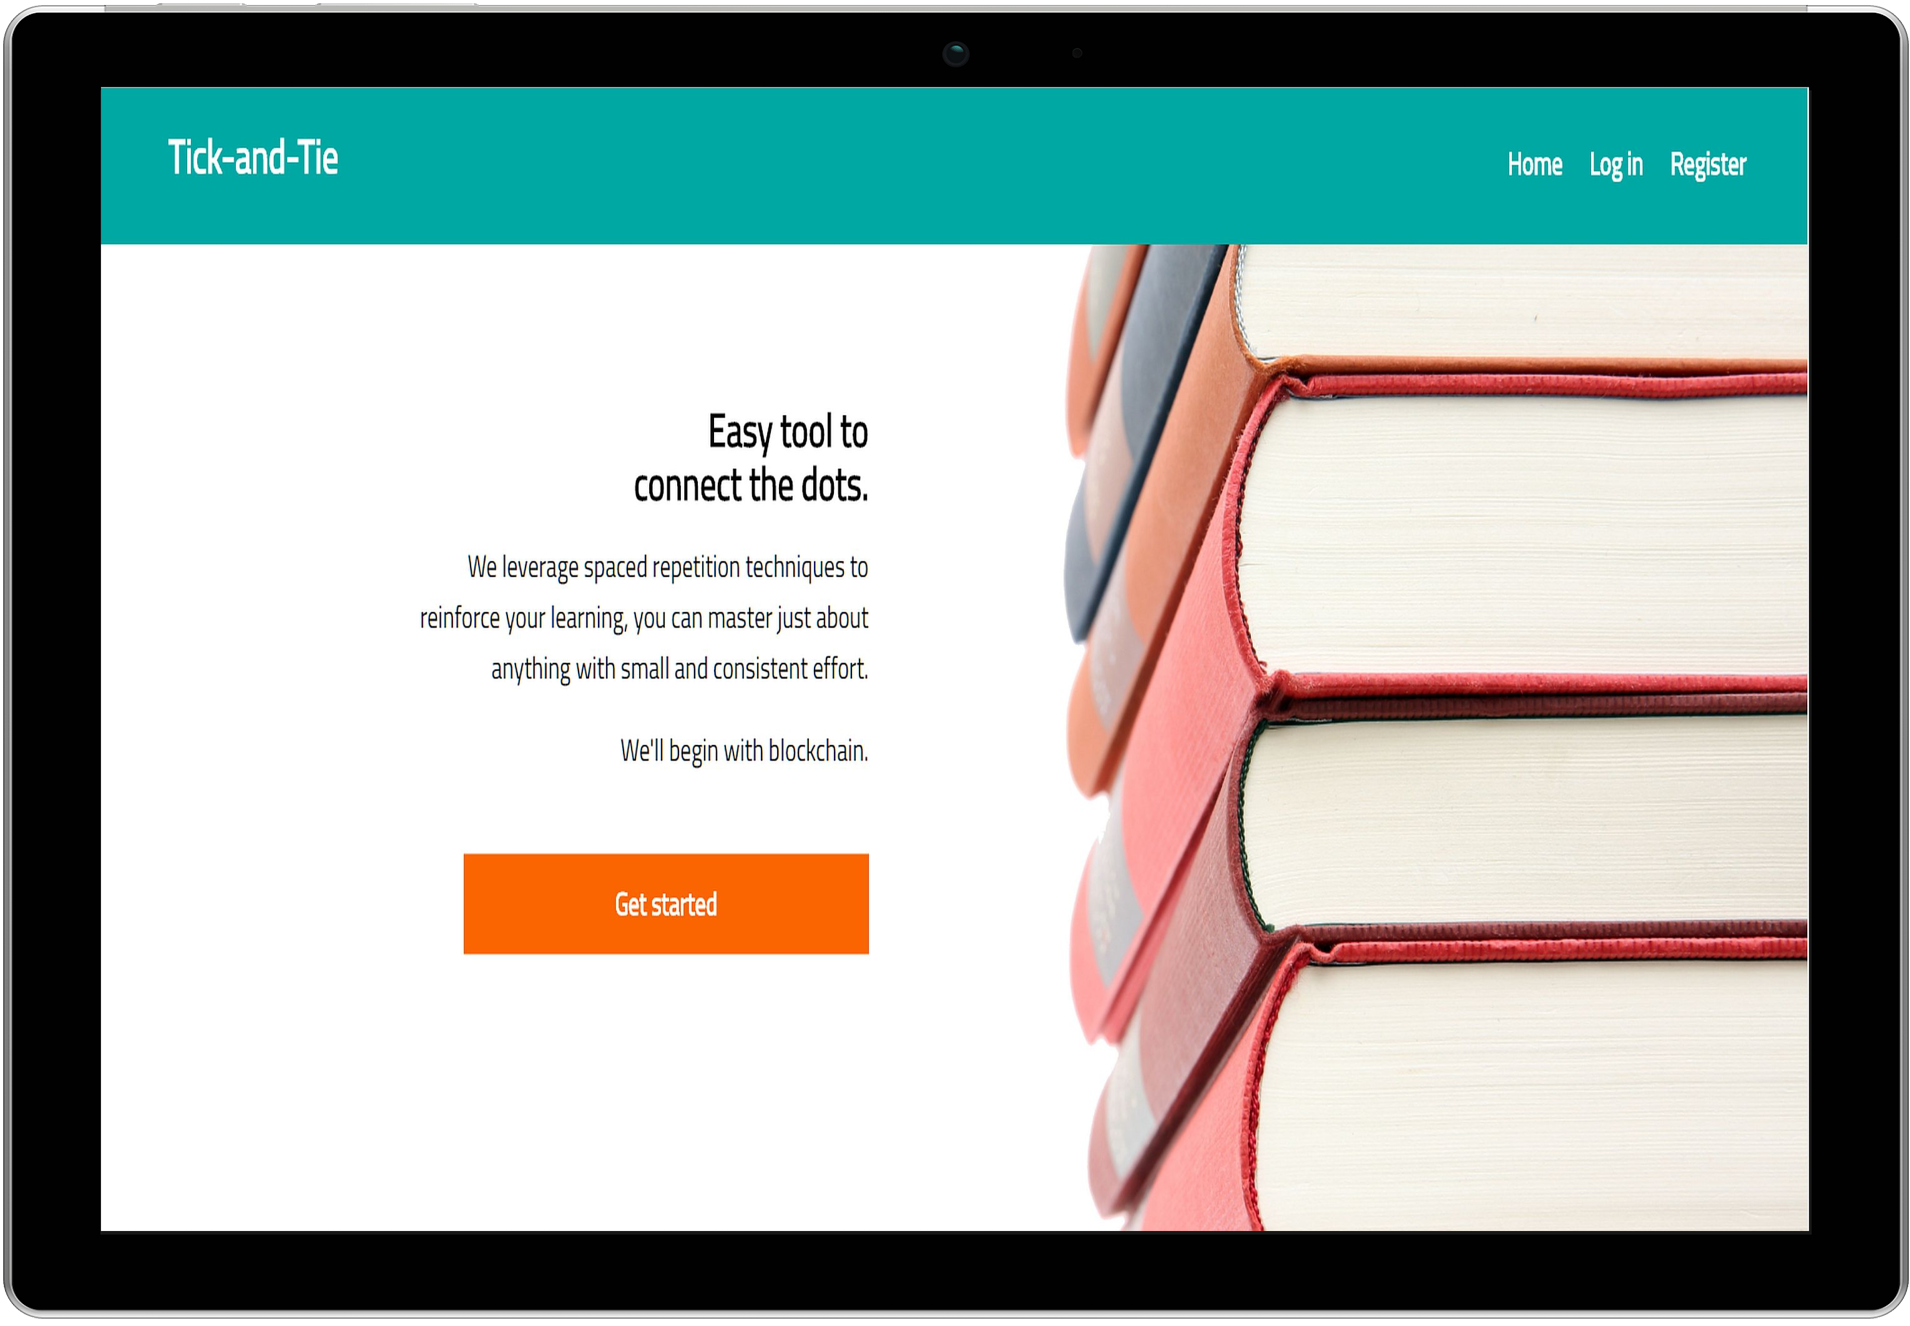 Tick-and-Tie
Home Log in Register
Easy tool to
connect the dots.
We leverage spaced repetition techniques to
reinforce your learning, you can master just about
anything with small and consistent effort.
We'll begin with blockchain.
Get started